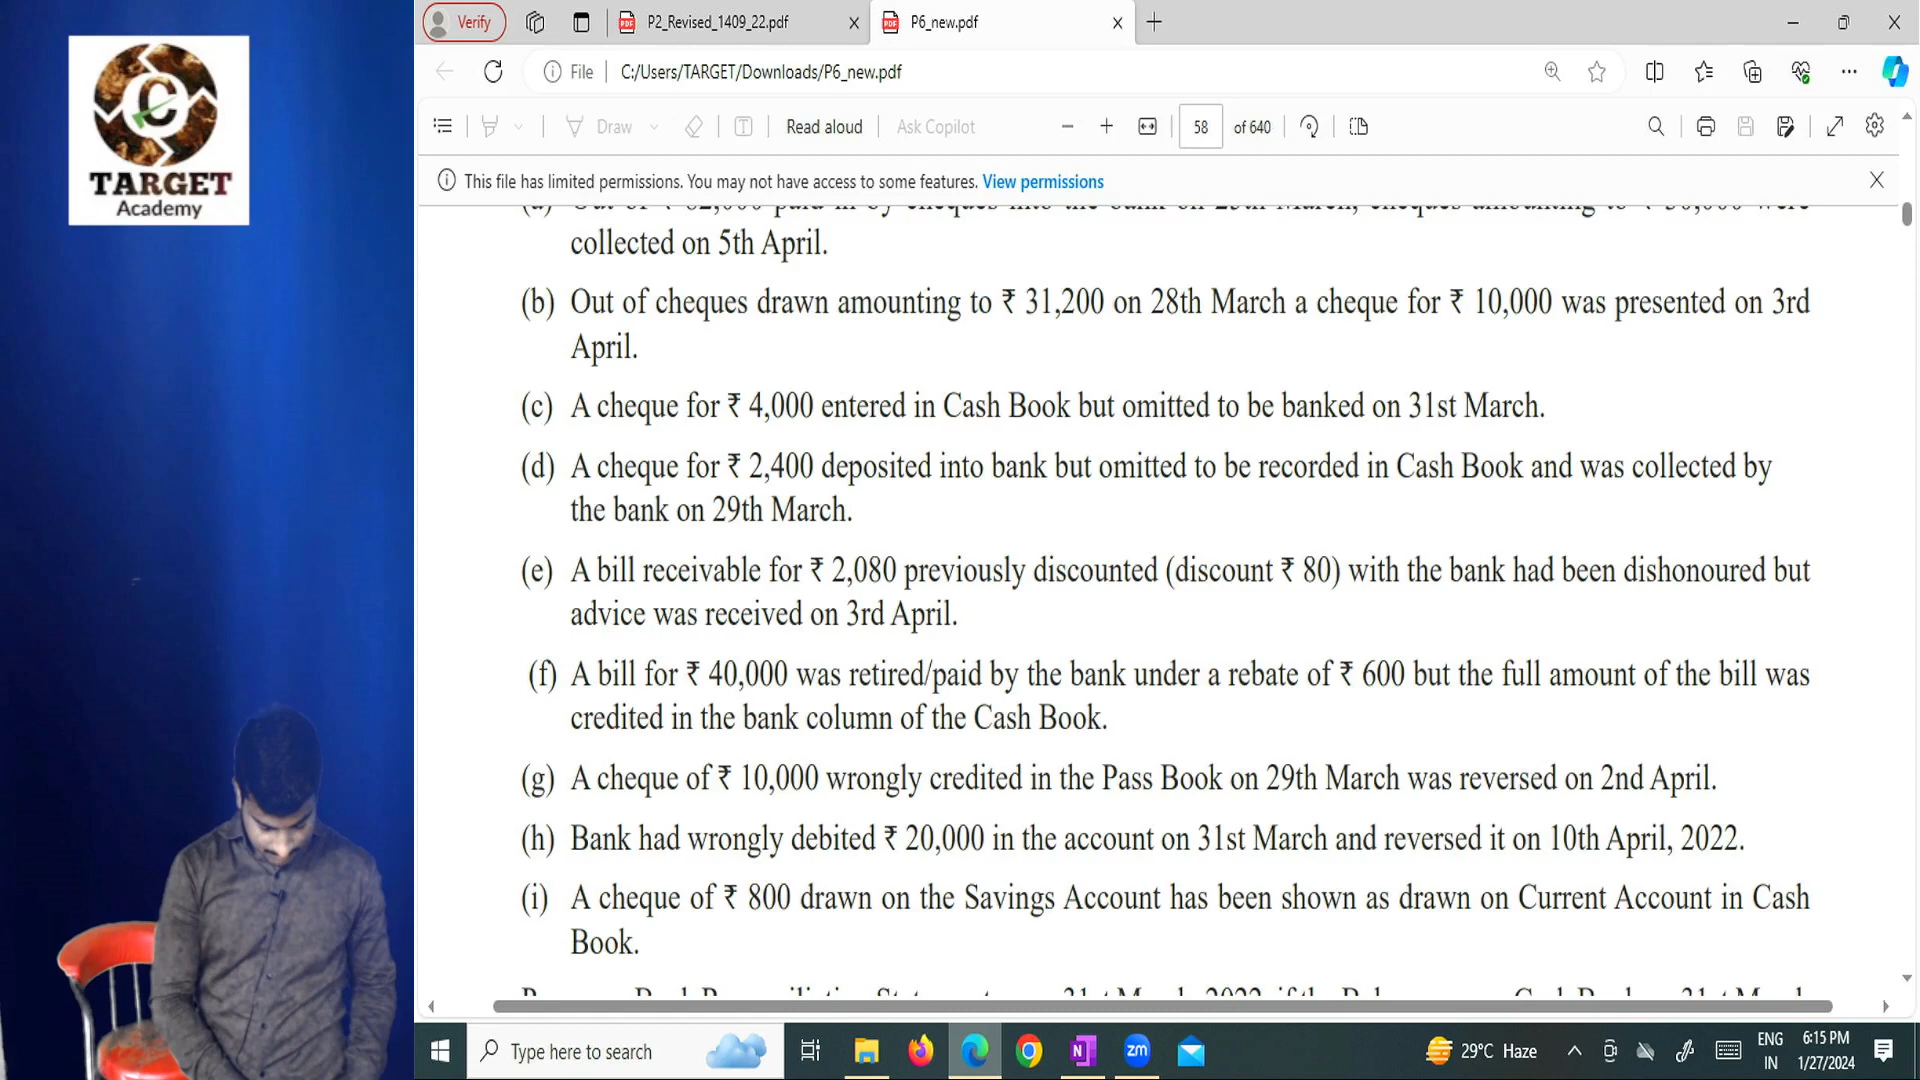 Verify
P2_Revised_1409_22.pdf
P6_new.pdf
File
C:/Users/TARGET/Downloads/P6_new.pdf
Draw
Read aloud
Ask Copilot
58
of 640
This file has limited permissions. You may not have access to some features. View permissions
TARGET
Academy
collected on 5th April.
(b) Out of cheques drawn amounting to ₹ 31,200 on 28th March a cheque for ₹ 10,000 was presented on 3rd
April.
(c) A cheque for ₹ 4,000 entered in Cash Book but omitted to be banked on 31st March.
(d) A cheque for ₹ 2,400 deposited into bank but omitted to be recorded in Cash Book and was collected by
the bank on 29th March.
(e) A bill receivable for ₹ 2,080 previously discounted (discount ₹ 80) with the bank had been dishonoured but
advice was received on 3rd April.
(f) A bill for ₹ 40,000 was retired/paid by the bank under a rebate of ₹ 600 but the full amount of the bill was
credited in the bank column of the Cash Book.
(g) A cheque of ₹ 10,000 wrongly credited in the Pass Book on 29th March was reversed on 2nd April.
(h) Bank had wrongly debited ₹ 20,000 in the account on 31st March and reversed it on 10th April, 2022.
(i) A cheque of ₹ 800 drawn on the Savings Account has been shown as drawn on Current Account in Cash
Book.
Type here to search
zm
29°C Haze
ENG
IN
6:15 PM
1/27/2024